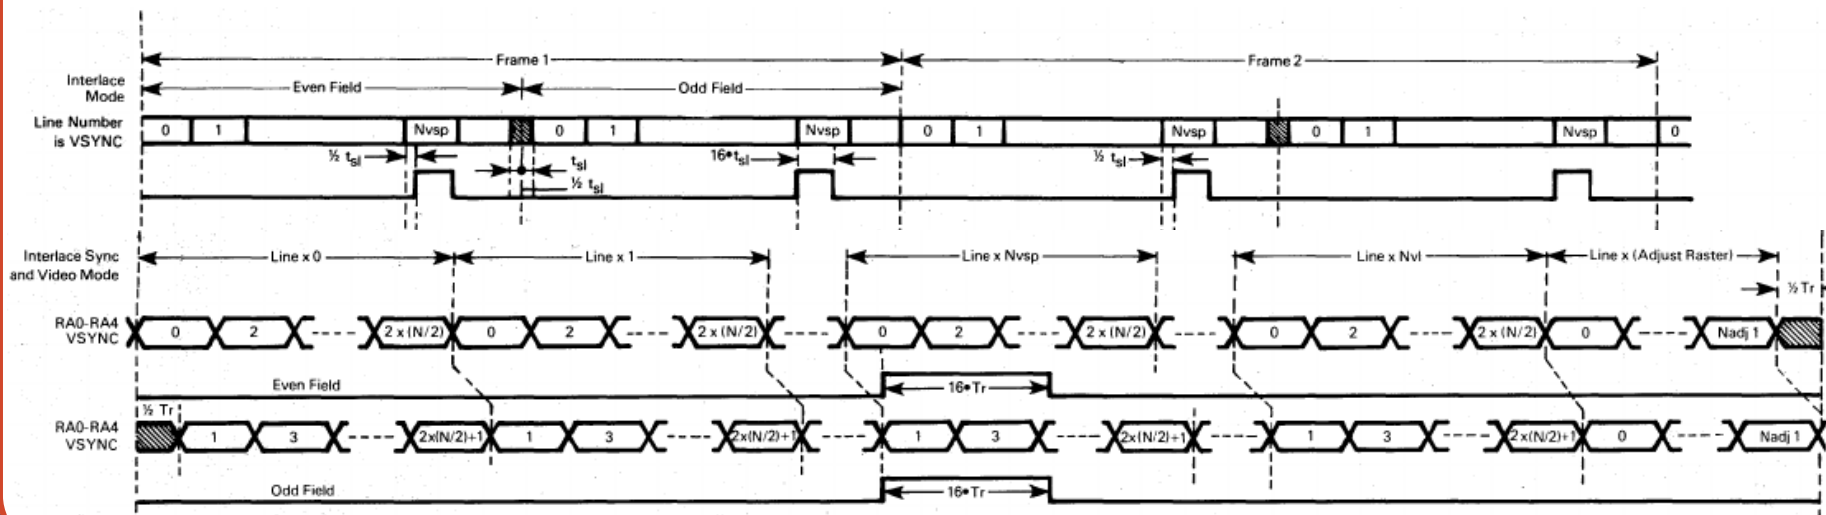 Frame 1 Frame 2
Interlace
Mode
Even Field Odd Field
Line Number
is VSYNC
0 1 Nvsp 0 1 Nvsp 0 1 Nvsp 0 1 Nvsp 0
½ tsl tsl 16•tsl ½ tsl
½ tsl
Interlace Sync
and Video Mode
Line x 0 Line x 1 Line x Nvsp Line x Nvl Line x (Adjust Raster)
½ Tr
RA0-RA4
VSYNC
0 2 2 x (N/2) 0 2 2 x (N/2) 0 2 2 x (N/2) 0 2 2 x (N/2) 0 Nadj 1
Even Field 16•Tr
½ Tr
RA0-RA4
VSYNC
1 3 2x(N/2)+1 1 3 2x(N/2)+1 1 3 2x(N/2)+1 1 3 2x(N/2)+1 0 Nadj 1
Odd Field 16•Tr